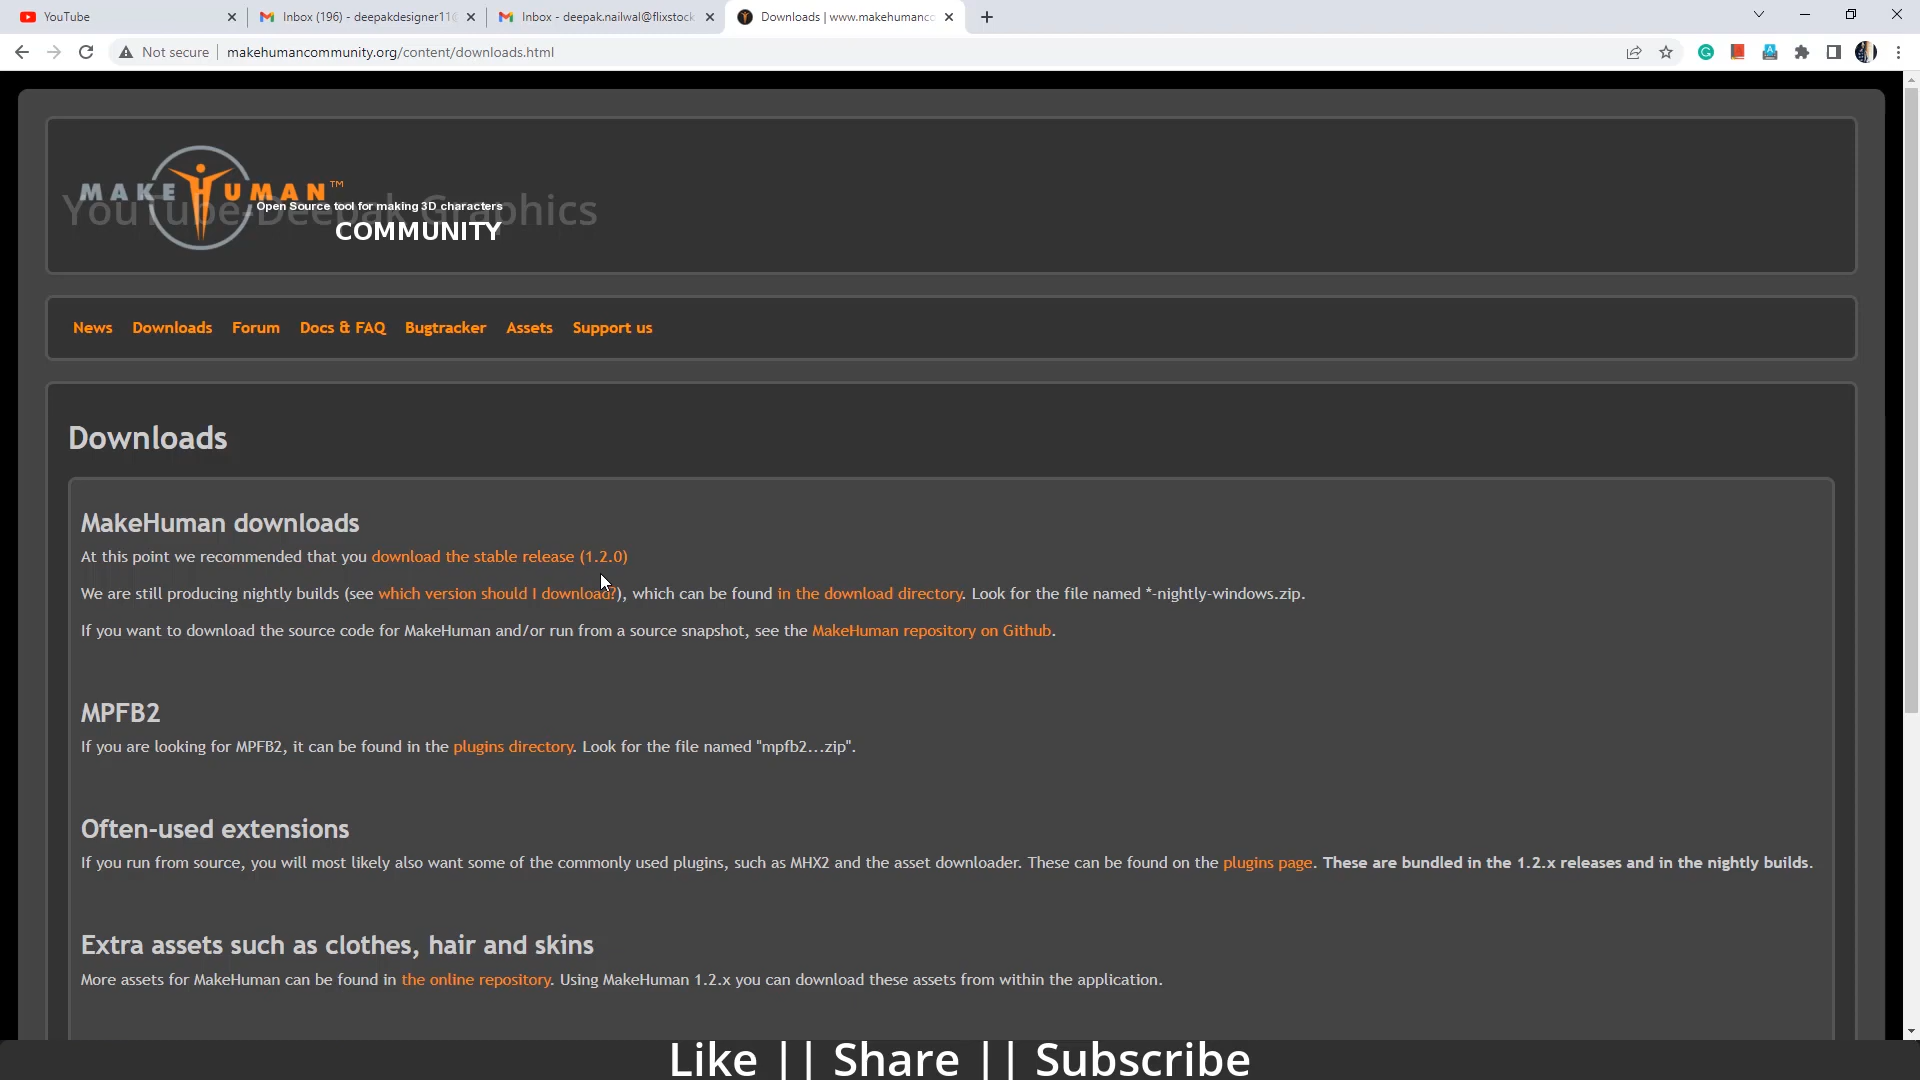 YouTube
Inbox (196) - deepakdesigner11
Inbox - deepak.nailwal@flixstock
Downloads | www.makehumanco
Not secure
makehumancommunity.org/content/downloads.html
MAKEHUMAN™
YouTube-Deepak Graphics
Open Source tool for making 3D characters
COMMUNITY
News Downloads Forum Docs & FAQ Bugtracker Assets Support us
Downloads
MakeHuman downloads
At this point we recommended that you download the stable release (1.2.0)
We are still producing nightly builds (see which version should I download?), which can be found in the download directory. Look for the file named *-nightly-windows.zip.
If you want to download the source code for MakeHuman and/or run from a source snapshot, see the MakeHuman repository on Github.
MPFB2
If you are looking for MPFB2, it can be found in the plugins directory. Look for the file named "mpfb2...zip".
Often-used extensions
If you run from source, you will most likely also want some of the commonly used plugins, such as MHX2 and the asset downloader. These can be found on the plugins page. These are bundled in the 1.2.x releases and in the nightly builds.
Extra assets such as clothes, hair and skins
More assets for MakeHuman can be found in the online repository. Using MakeHuman 1.2.x you can download these assets from within the application.
Like || Share || Subscribe